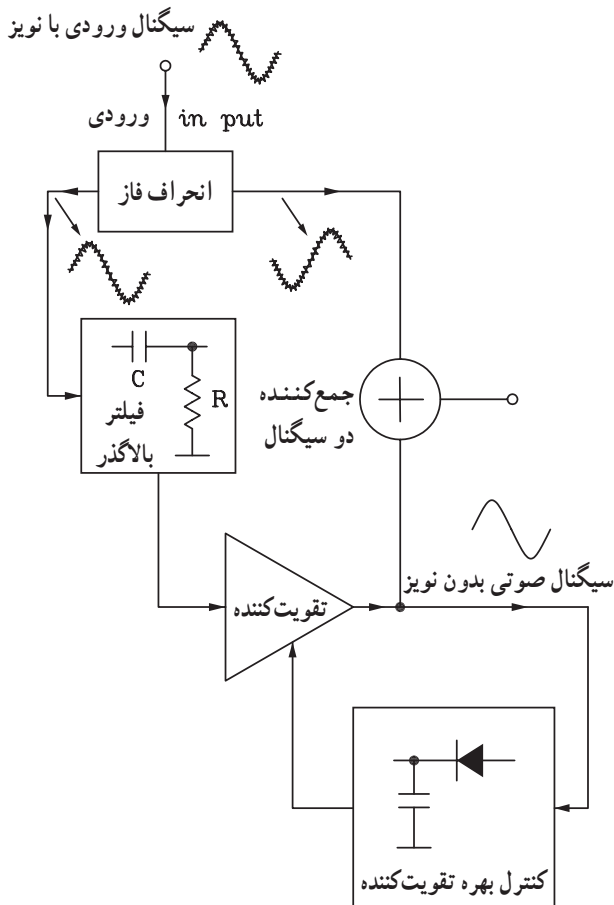 سیگنال ورودی با نویز
ورودی
in put
انحراف فاز
C
R
فیلتر
بالاگذر
جمع‌کننده
دو سیگنال
سیگنال صوتی بدون نویز
تقویت‌کننده
کنترل بهره تقویت‌کننده